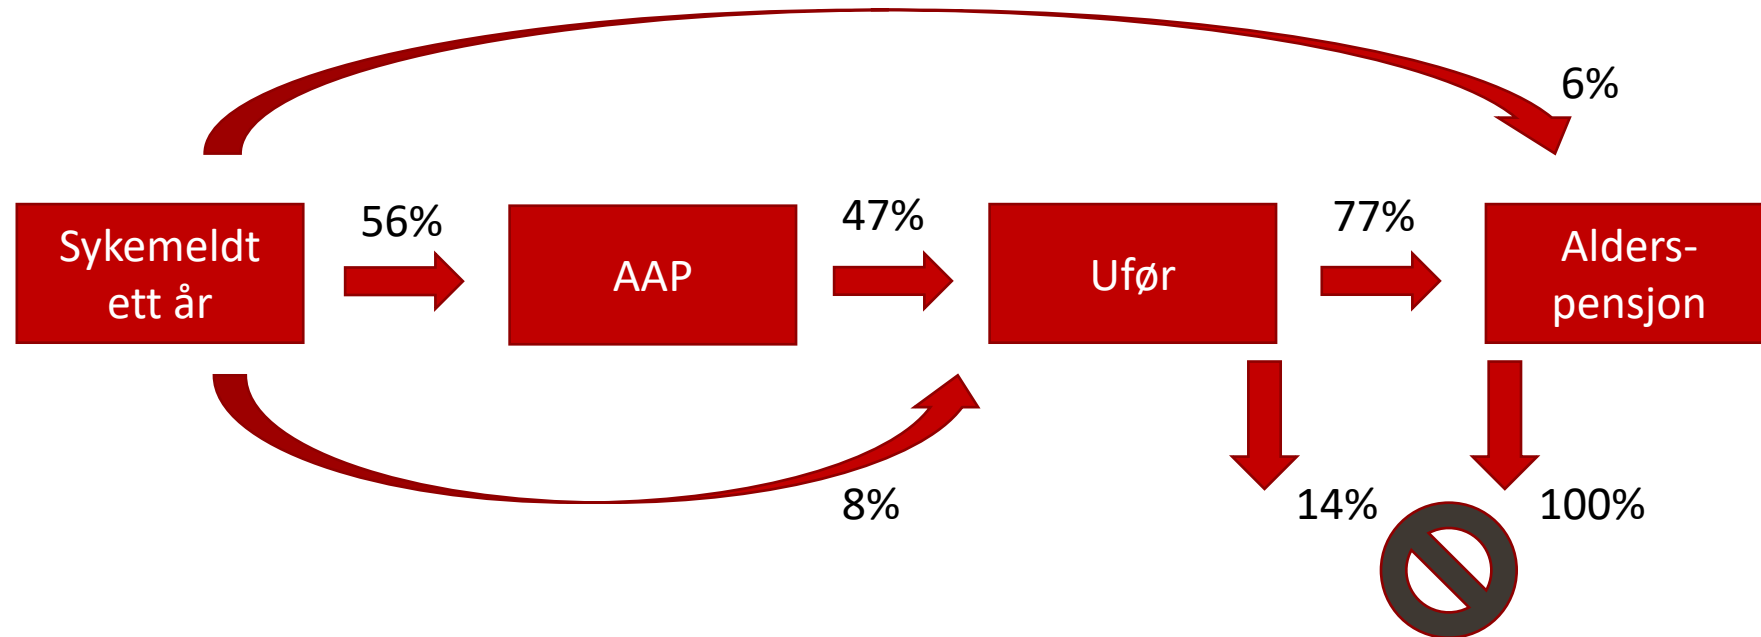 6%
56%
47%
77%
Sykemeldt
ett år
AAP
Ufør
Alders-
pensjon
8%
14%
100%